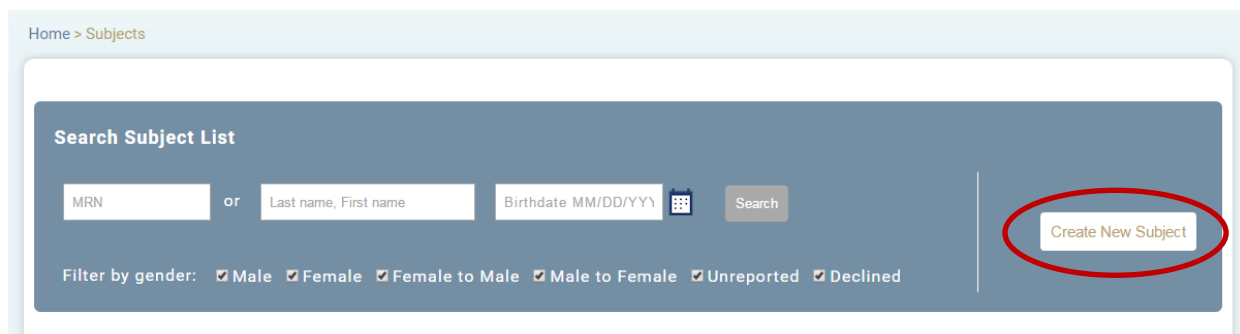 Home > Subjects
Search Subject List
MRN or Last name, First name Birthdate MM/DD/YYY Search
Create New Subject
Filter by gender: Male Female Female to Male Male to Female Unreported Declined